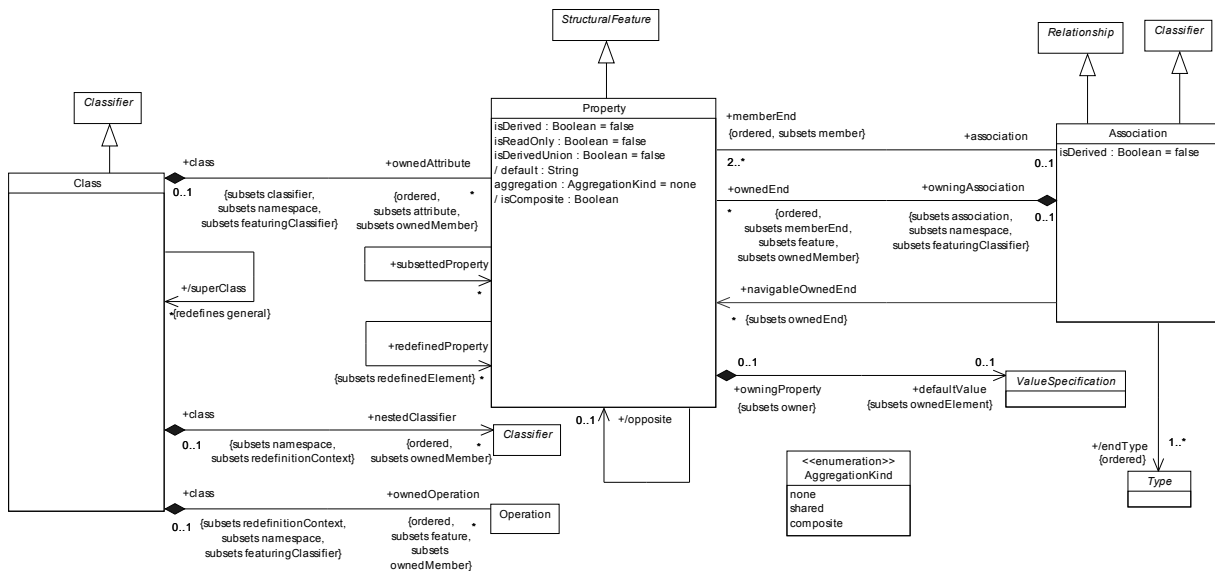 StructuralFeature
Relationship
Classifier
Classifier
Property
isDerived : Boolean = false
isReadOnly : Boolean = false
isDerivedUnion : Boolean = false
/ default : String
aggregation : AggregationKind = none
/ isComposite : Boolean
+memberEnd
{ordered, subsets member}
2..*
+association
0..1
Association
isDerived : Boolean = false
Class
+class
0..1
{subsets classifier,
subsets namespace,
subsets featuringClassifier}
+ownedAttribute
*
{ordered,
subsets attribute,
subsets ownedMember}
+ownedEnd
*
{ordered,
subsets memberEnd,
subsets feature,
subsets ownedMember}
+owningAssociation
0..1
{subsets association,
subsets namespace,
subsets featuringClassifier}
+/superClass
*
{redefines general}
+subsettedProperty
*
+navigableOwnedEnd
*
{subsets ownedEnd}
+redefinedProperty
{subsets redefinedElement}
*
0..1
+owningProperty
{subsets owner}
0..1
+defaultValue
{subsets ownedElement}
ValueSpecification
+class
0..1
{subsets namespace,
subsets redefinitionContext}
+nestedClassifier
*
{ordered,
subsets ownedMember}
Classifier
0..1
+/opposite
+/endType
{ordered}
1..*
Type
<<enumeration>>
AggregationKind
none
shared
composite
+class
0..1
{subsets redefinitionContext,
subsets namespace,
subsets featuringClassifier}
+ownedOperation
*
{ordered,
subsets feature,
subsets
ownedMember}
Operation